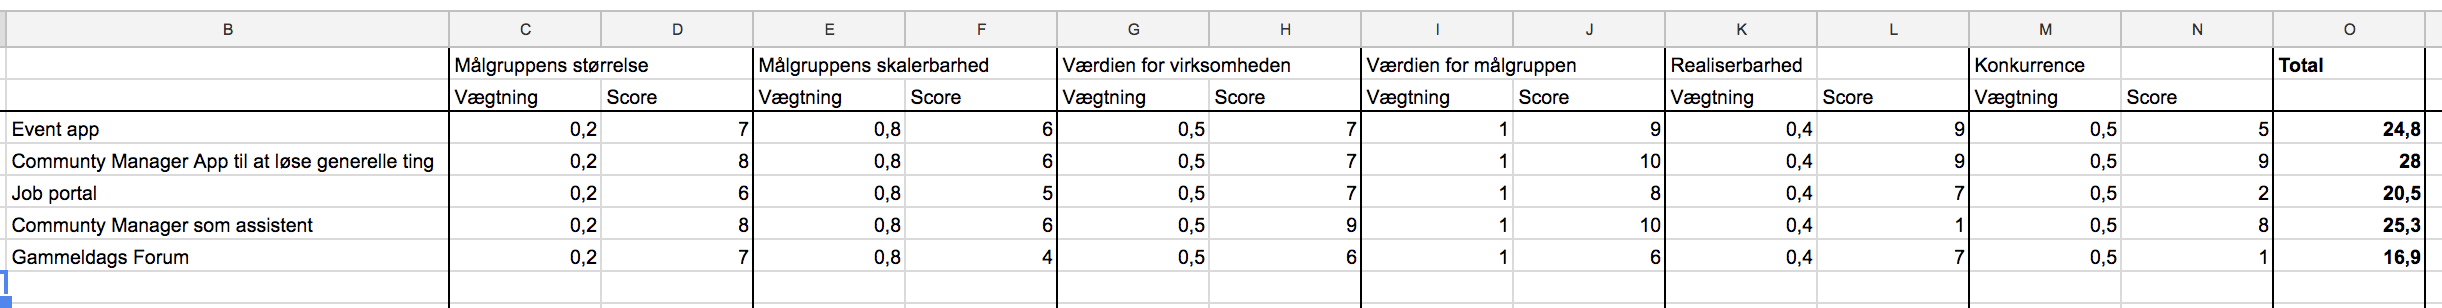 B C D E F G H I J K L M N O
Målgruppens størrelse Målgruppens skalerbarhed Værdien for virksomheden Værdien for målgruppen Realiserbarhed Konkurrence Total
Vægtning Score Vægtning Score Vægtning Score Vægtning Score Vægtning Score Vægtning Score
Event app 0,2 7 0,8 6 0,5 7 1 9 0,4 9 0,5 5 24,8
Communty Manager App til at løse generelle ting 0,2 8 0,8 6 0,5 7 1 10 0,4 9 0,5 9 28
Job portal 0,2 6 0,8 5 0,5 7 1 8 0,4 7 0,5 2 20,5
Communty Manager som assistent 0,2 8 0,8 6 0,5 9 1 10 0,4 1 0,5 8 25,3
Gammeldags Forum 0,2 7 0,8 4 0,5 6 1 6 0,4 7 0,5 1 16,9